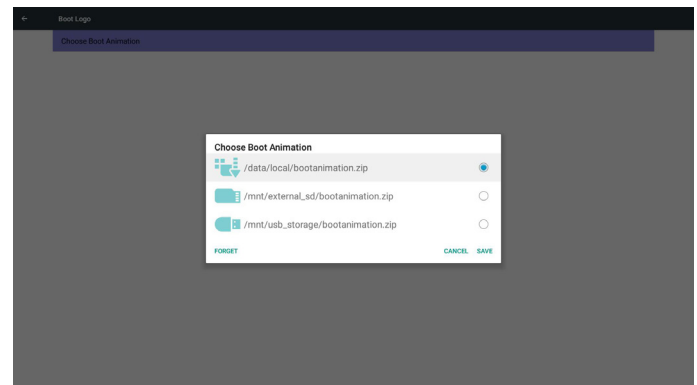 Boot Logo
Choose Boot Animation
Choose Boot Animation
/data/local/bootanimation.zip
/mnt/external_sd/bootanimation.zip
/mnt/usb_storage/bootanimation.zip
FORGET CANCEL SAVE